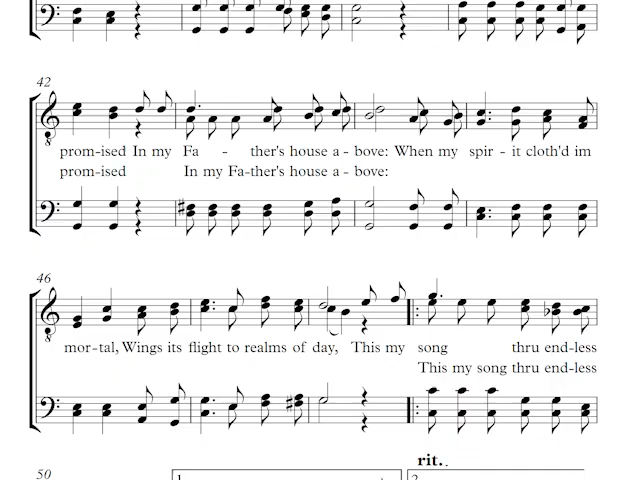 42
prom-ised In my Fa - ther's house a - bove: When my spir - it cloth'd im
prom-ised In my Fa-ther's house a - bove:
46
mor-tal, Wings its flight to realms of day, This my song thru end-less
This my song thru end-less
rit..
50
1.
2.